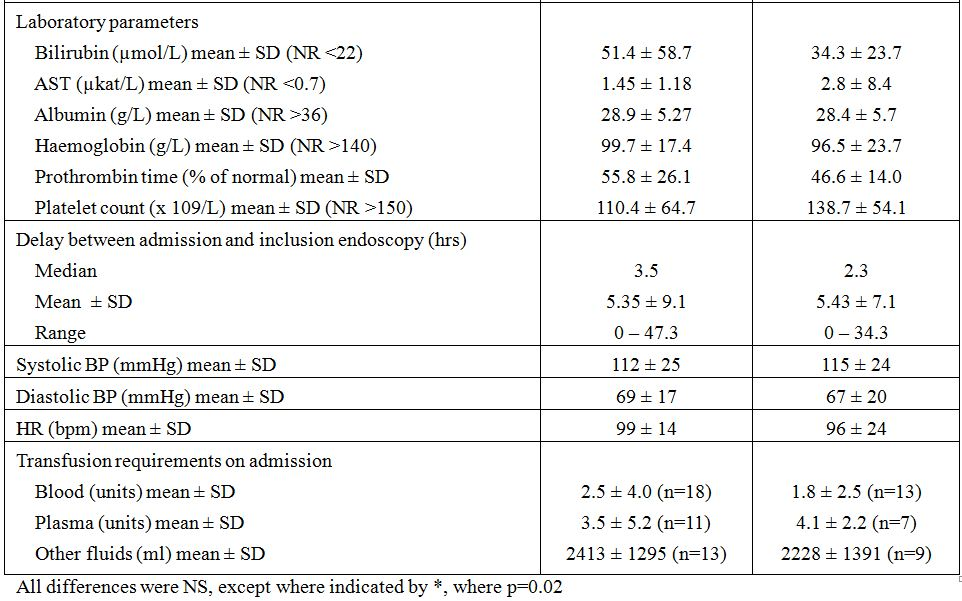 Laboratory parameters
Bilirubin (µmol/L) mean ± SD (NR <22) 51.4 ± 58.7 34.3 ± 23.7
AST (µkat/L) mean ± SD (NR <0.7) 1.45 ± 1.18 2.8 ± 8.4
Albumin (g/L) mean ± SD (NR >36) 28.9 ± 5.27 28.4 ± 5.7
Haemoglobin (g/L) mean ± SD (NR >140) 99.7 ± 17.4 96.5 ± 23.7
Prothrombin time (% of normal) mean ± SD 55.8 ± 26.1 46.6 ± 14.0
Platelet count (x 109/L) mean ± SD (NR >150) 110.4 ± 64.7 138.7 ± 54.1
Delay between admission and inclusion endoscopy (hrs)
Median 3.5 2.3
Mean ± SD 5.35 ± 9.1 5.43 ± 7.1
Range 0 – 47.3 0 – 34.3
Systolic BP (mmHg) mean ± SD 112 ± 25 115 ± 24
Diastolic BP (mmHg) mean ± SD 69 ± 17 67 ± 20
HR (bpm) mean ± SD 99 ± 14 96 ± 24
Transfusion requirements on admission
Blood (units) mean ± SD 2.5 ± 4.0 (n=18) 1.8 ± 2.5 (n=13)
Plasma (units) mean ± SD 3.5 ± 5.2 (n=11) 4.1 ± 2.2 (n=7)
Other fluids (ml) mean ± SD 2413 ± 1295 (n=13) 2228 ± 1391 (n=9)
All differences were NS, except where indicated by *, where p=0.02